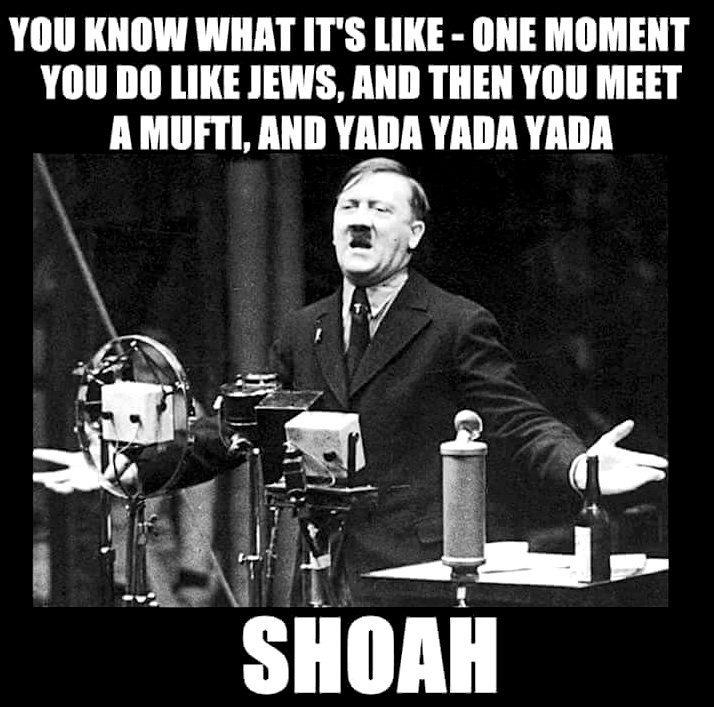 YOU KNOW WHAT IT'S LIKE - ONE MOMENT
YOU DO LIKE JEWS, AND THEN YOU MEET
A MUFTI, AND YADA YADA YADA
SHOAH